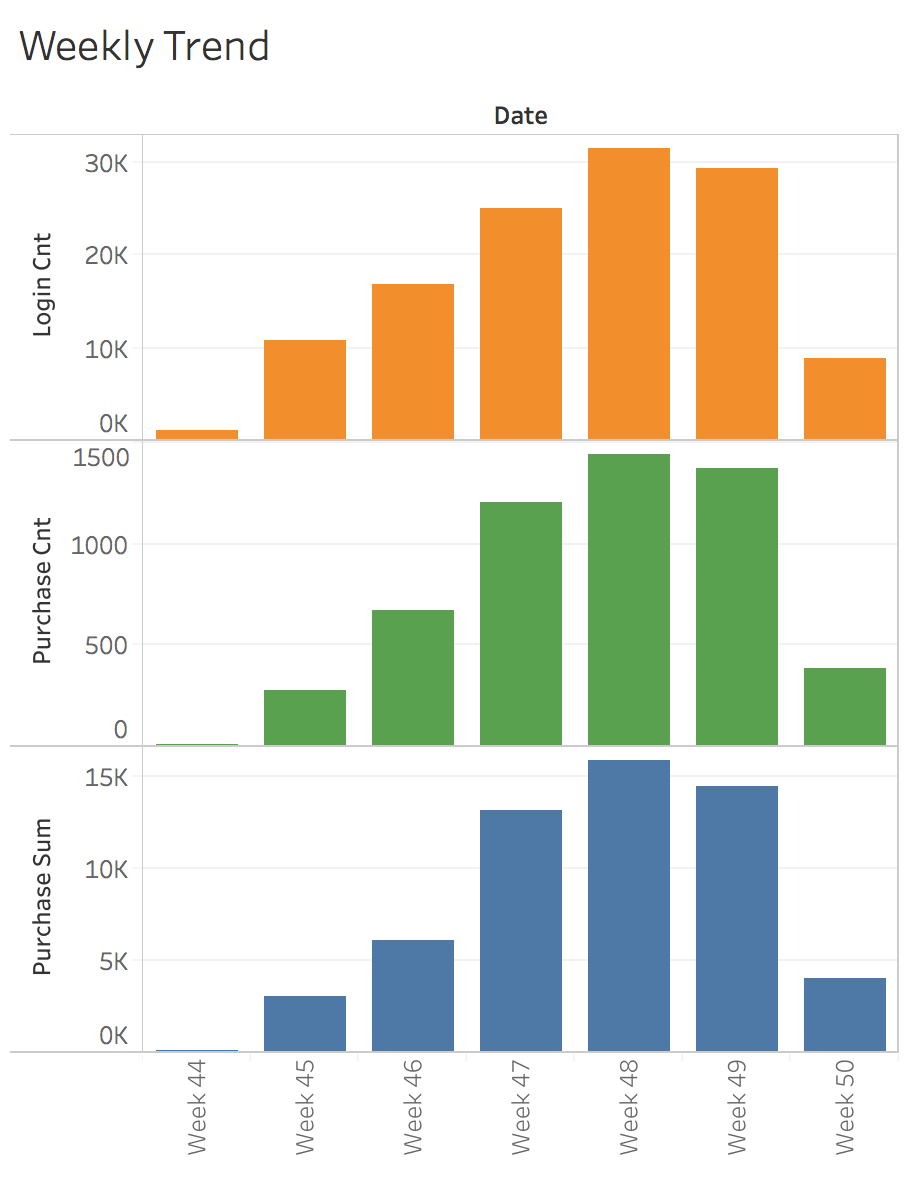 Weekly Trend
Date
Login Cnt
30K
20K
10K
0K
Purchase Cnt
1500
1000
500
0
Purchase Sum
15K
10K
5K
0K
Week 44
Week 45
Week 46
Week 47
Week 48
Week 49
Week 50